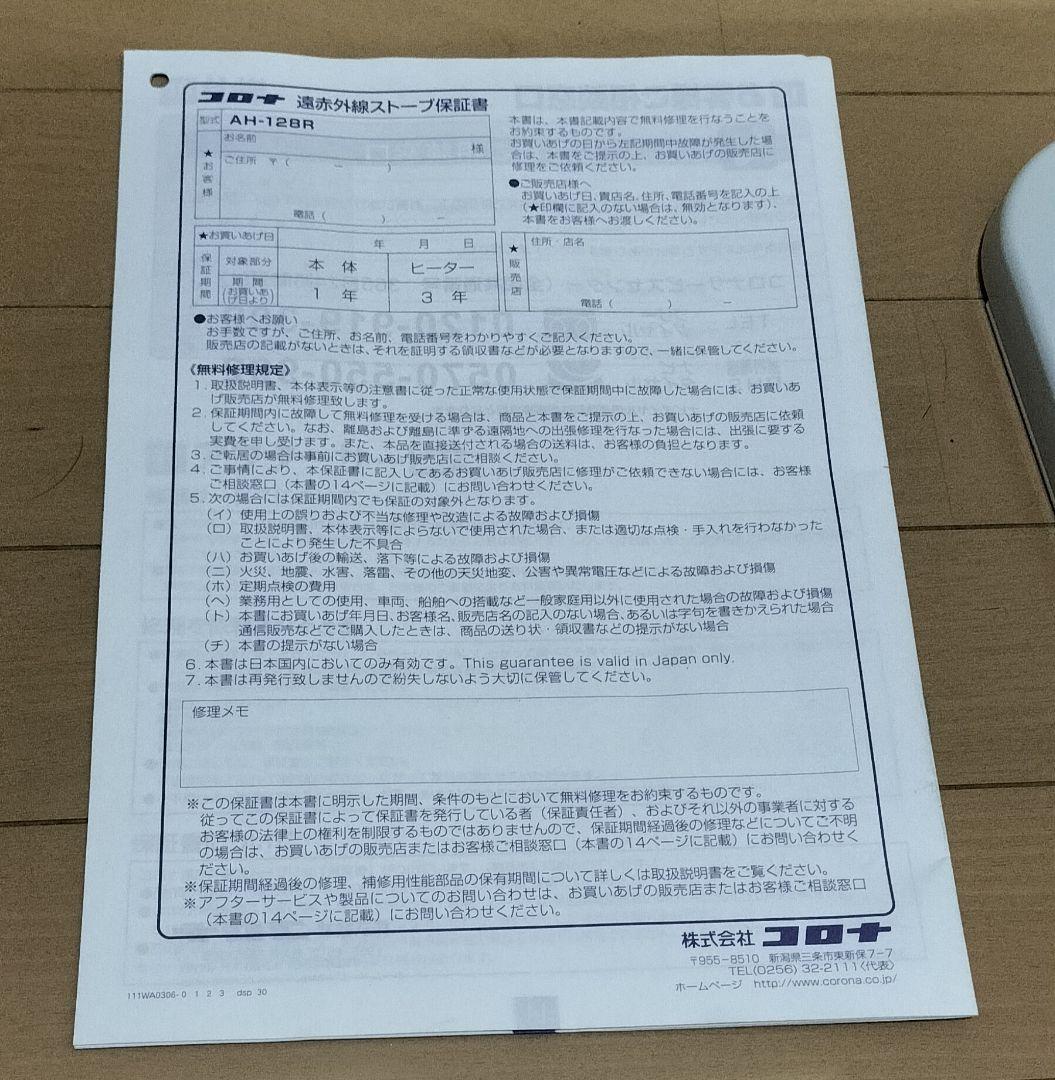 コロナ 遠赤外線ストーブ保証書
型式 AH-128R
★お客様
お名前 様
ご住所 〒( － )
電話( ) －
本書は、本書記載内容で無料修理を行なうことを
お約束するものです。
お買いあげの日から左記期間中故障が発生した場
合は、本書をご提示の上、お買いあげの販売店に
修理をご依頼ください。
●ご販売店様へ
お買いあげ日、貴店名、住所、電話番号を記入の上
(★印欄に記入のない場合は、無効となります)、
本書をお客様へお渡しください。
★お買いあげ日 年 月 日
保証期間 対象部分 本体 ヒーター
期間(お買いあげ日より) 1年 3年
★販売店
住所・店名
電話( ) －
●お客様へお願い
お手数ですが、ご住所、お名前、電話番号をわかりやすくご記入ください。
販売店の記載がないときは、それを証明する領収書などが必要となりますので、一緒に保管してください。
《無料修理規定》
1.取扱説明書、本体表示等の注意書に従った正常な使用状態で保証期間中に故障した場合には、お買いあ
げ販売店が無料修理致します。
2.保証期間内に故障して無料修理を受ける場合は、商品と本書をご提示の上、お買いあげの販売店に依頼
してください。なお、離島および離島に準ずる遠隔地への出張修理を行なった場合には、出張に要する
実費を申し受けます。また、本品を直接送付される場合の送料は、お客様の負担となります。
3.ご転居の場合は事前にお買いあげ販売店にご相談ください。
4.ご事情により、本保証書に記入してあるお買いあげ販売店に修理がご依頼できない場合には、お客様
ご相談窓口(本書の14ページに記載)にお問い合わせください。
5.次の場合には保証期間内でも保証の対象外となります。
(イ)使用上の誤りおよび不当な修理や改造による故障および損傷
(ロ)取扱説明書、本体表示等によらないで使用された場合、または適切な点検・手入れを行わなかった
ことにより発生した不具合
(ハ)お買いあげ後の輸送、落下等による故障および損傷
(ニ)火災、地震、水害、落雷、その他の天災地変、公害や異常電圧などによる故障および損傷
(ホ)定期点検の費用
(ヘ)業務用としての使用、車両、船舶への搭載など一般家庭用以外に使用された場合の故障および損傷
(ト)本書にお買いあげ年月日、お客様名、販売店名の記入のない場合、あるいは字句を書きかえられた場合
通信販売などでご購入したときは、商品の送り状・領収書などの提示がない場合
(チ)本書の提示がない場合
6.本書は日本国内においてのみ有効です。This guarantee is valid in Japan only.
7.本書は再発行致しませんので紛失しないよう大切に保管してください。
修理メモ
※この保証書は本書に明示した期間、条件のもとにおいて無料修理をお約束するものです。
従ってこの保証書によって保証書を発行している者(保証責任者)、およびそれ以外の事業者に対する
お客様の法律上の権利を制限するものではありませんので、保証期間経過後の修理などについてご不明
の場合は、お買いあげの販売店またはお客様ご相談窓口(本書の14ページに記載)にお問い合わせく
ださい。
※保証期間経過後の修理、補修用性能部品の保有期間について詳しくは取扱説明書をご覧ください。
※アフターサービスや製品についてのお問い合わせは、お買いあげの販売店またはお客様ご相談窓口
(本書の14ページに記載)にお問い合わせください。
株式会社 コロナ
〒955-8510 新潟県三条市東新保7-7
TEL(0256)32-2111〈代表〉
ホームページ http://www.corona.co.jp/
111WA0306-0 1 2 3 dsp 30